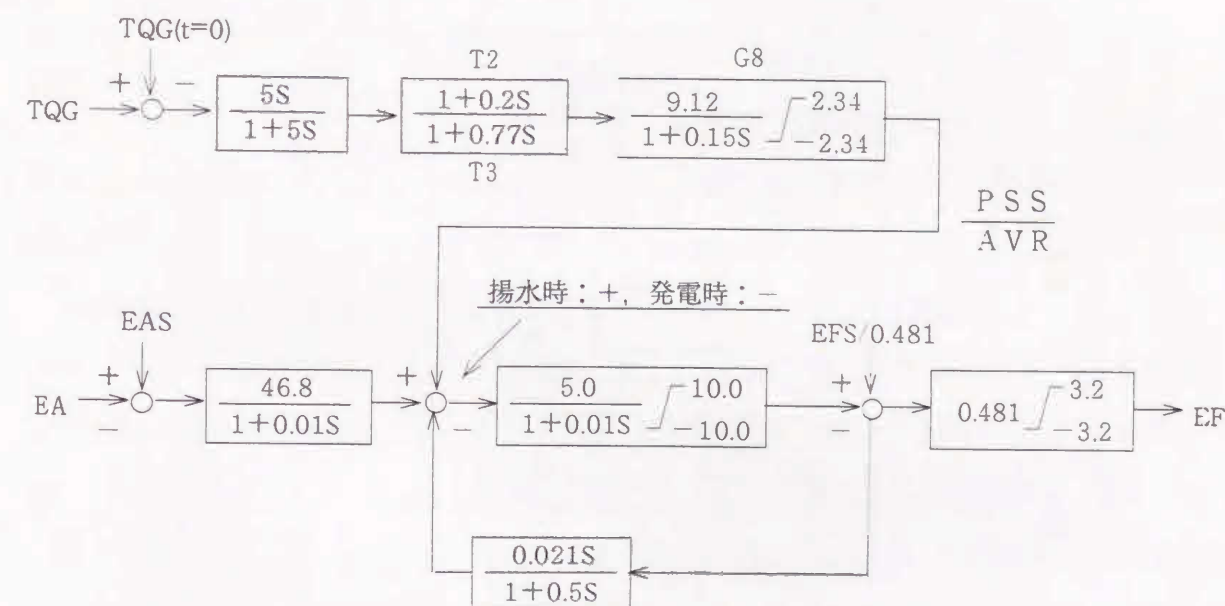 TQG(t=0)
T2
G8
+
−
TQG
5S
1+5S
1+0.2S
1+0.77S
9.12
1+0.15S
2.34
−2.34
T3
PSS
AVR
揚水時：＋，発電時：−
EAS
EFS/0.481
EA
+
−
46.8
1+0.01S
+
−
−
5.0
1+0.01S
10.0
−10.0
+
−
0.481
3.2
−3.2
EF
0.021S
1+0.5S